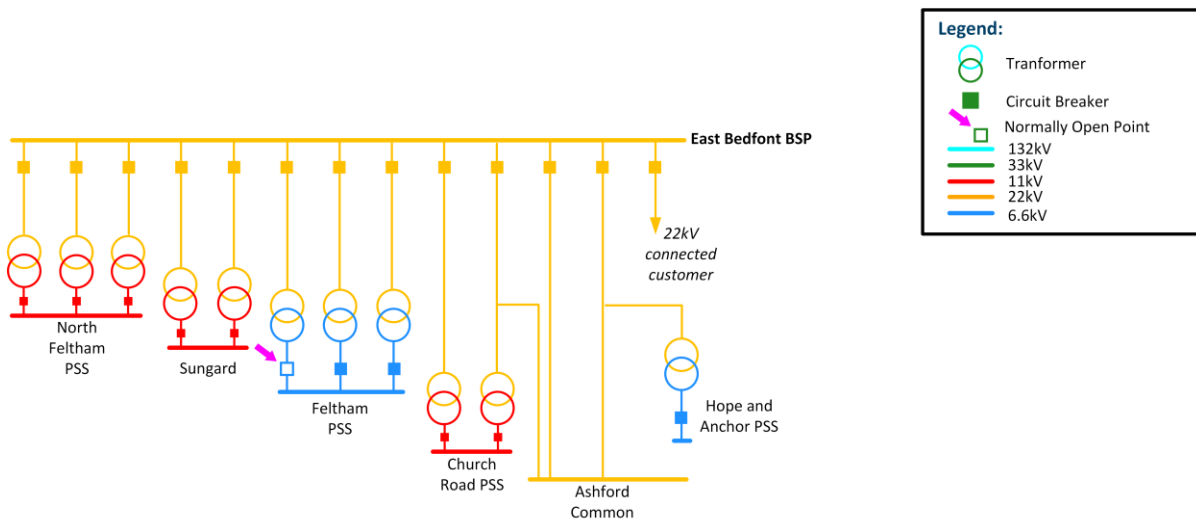 Legend:
Tranformer
Circuit Breaker
Normally Open Point
132kV
33kV
11kV
22kV
6.6kV
East Bedfont BSP
22kV
connected
customer
North
Feltham
PSS
Sungard
Feltham
PSS
Church
Road PSS
Hope and
Anchor PSS
Ashford
Common